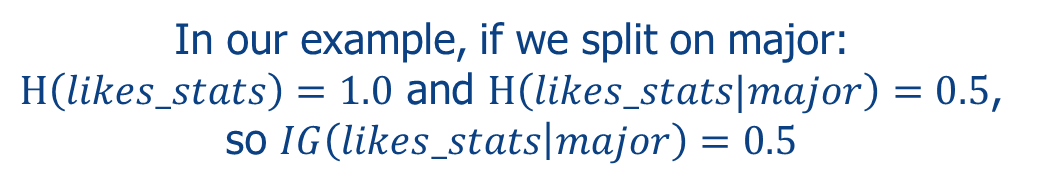 In our example, if we split on major:
H(likes_stats) = 1.0 and H(likes_stats|major) = 0.5,
so IG(likes_stats|major) = 0.5